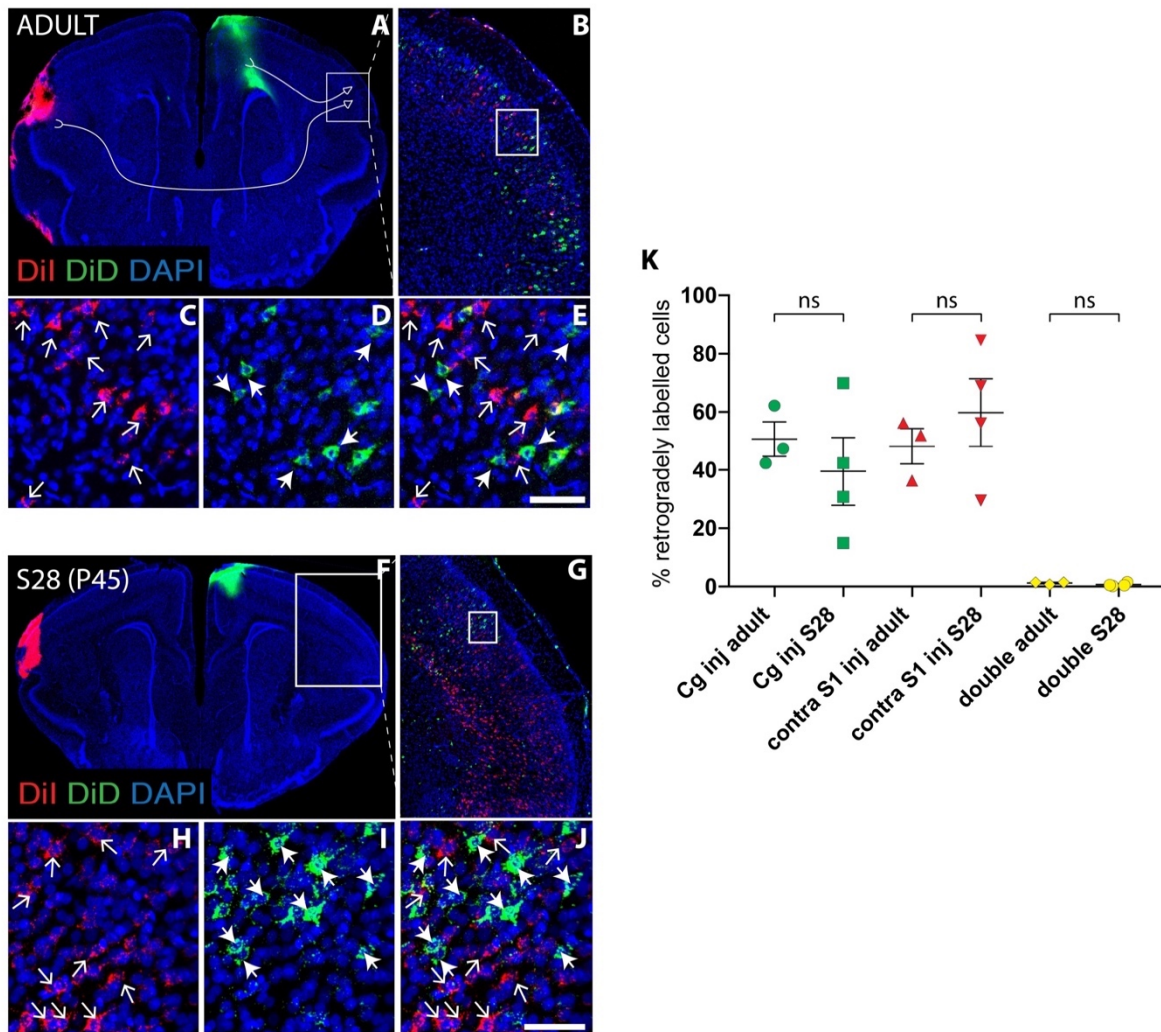 ADULT
A
B
DiI DiD DAPI
C
D
E
S28 (P45)
F
G
DiI DiD DAPI
H
I
J
K
ns
ns
ns
100
80
60
40
20
0
% retrogradely labelled cells
Cg inj adult
Cg inj S28
contra S1 inj adult
contra S1 inj S28
double adult
double S28